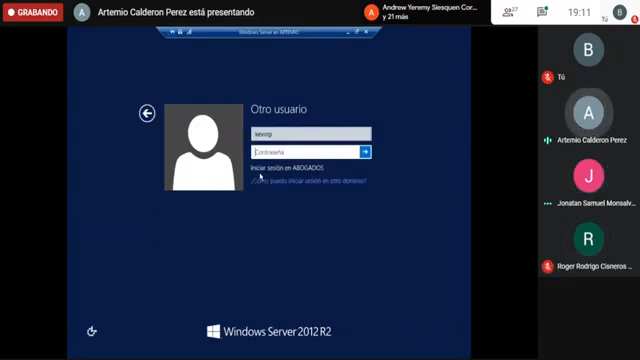 GRABANDO
A
Artemio Calderon Perez está presentando
A
Andrew Yeremy Siesquen Cor...
y 21 más
27
19:11
Tú
B
Windows Server en ARTEMIO
Otro usuario
Contraseña
Iniciar sesión en ABOGADOS
¿Cómo puedo iniciar sesión en otro dominio?
Windows Server 2012 R2
B
Tú
A
Artemio Calderon Perez
J
Jonatan Samuel Monsalv...
R
Roger Rodrigo Cisneros ...